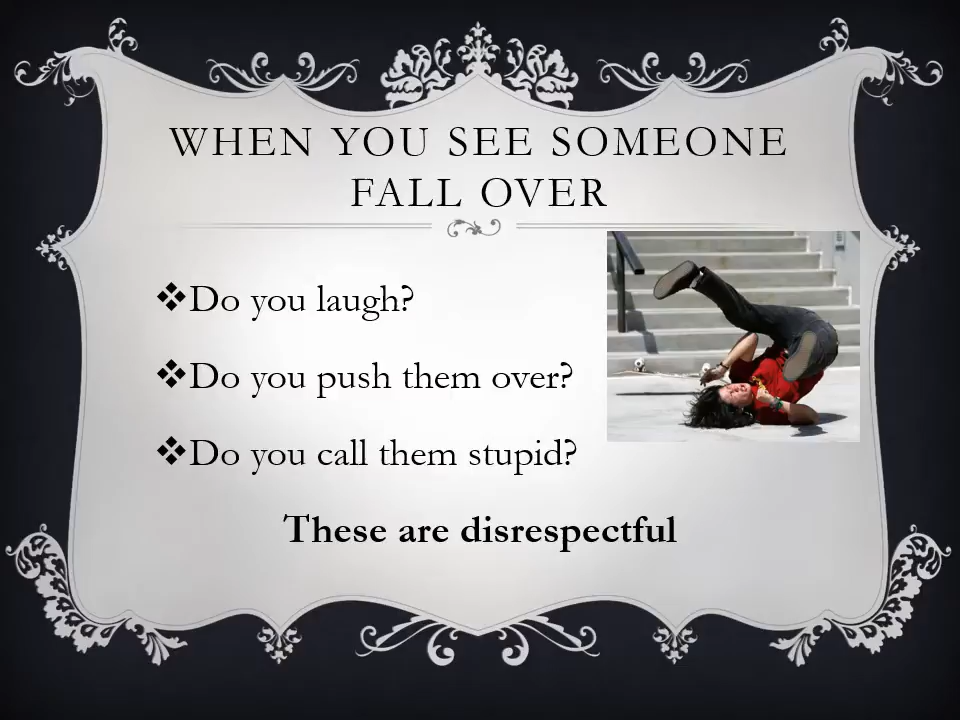 WHEN YOU SEE SOMEONE
FALL OVER
❖Do you laugh?
❖Do you push them over?
❖Do you call them stupid?
These are disrespectful